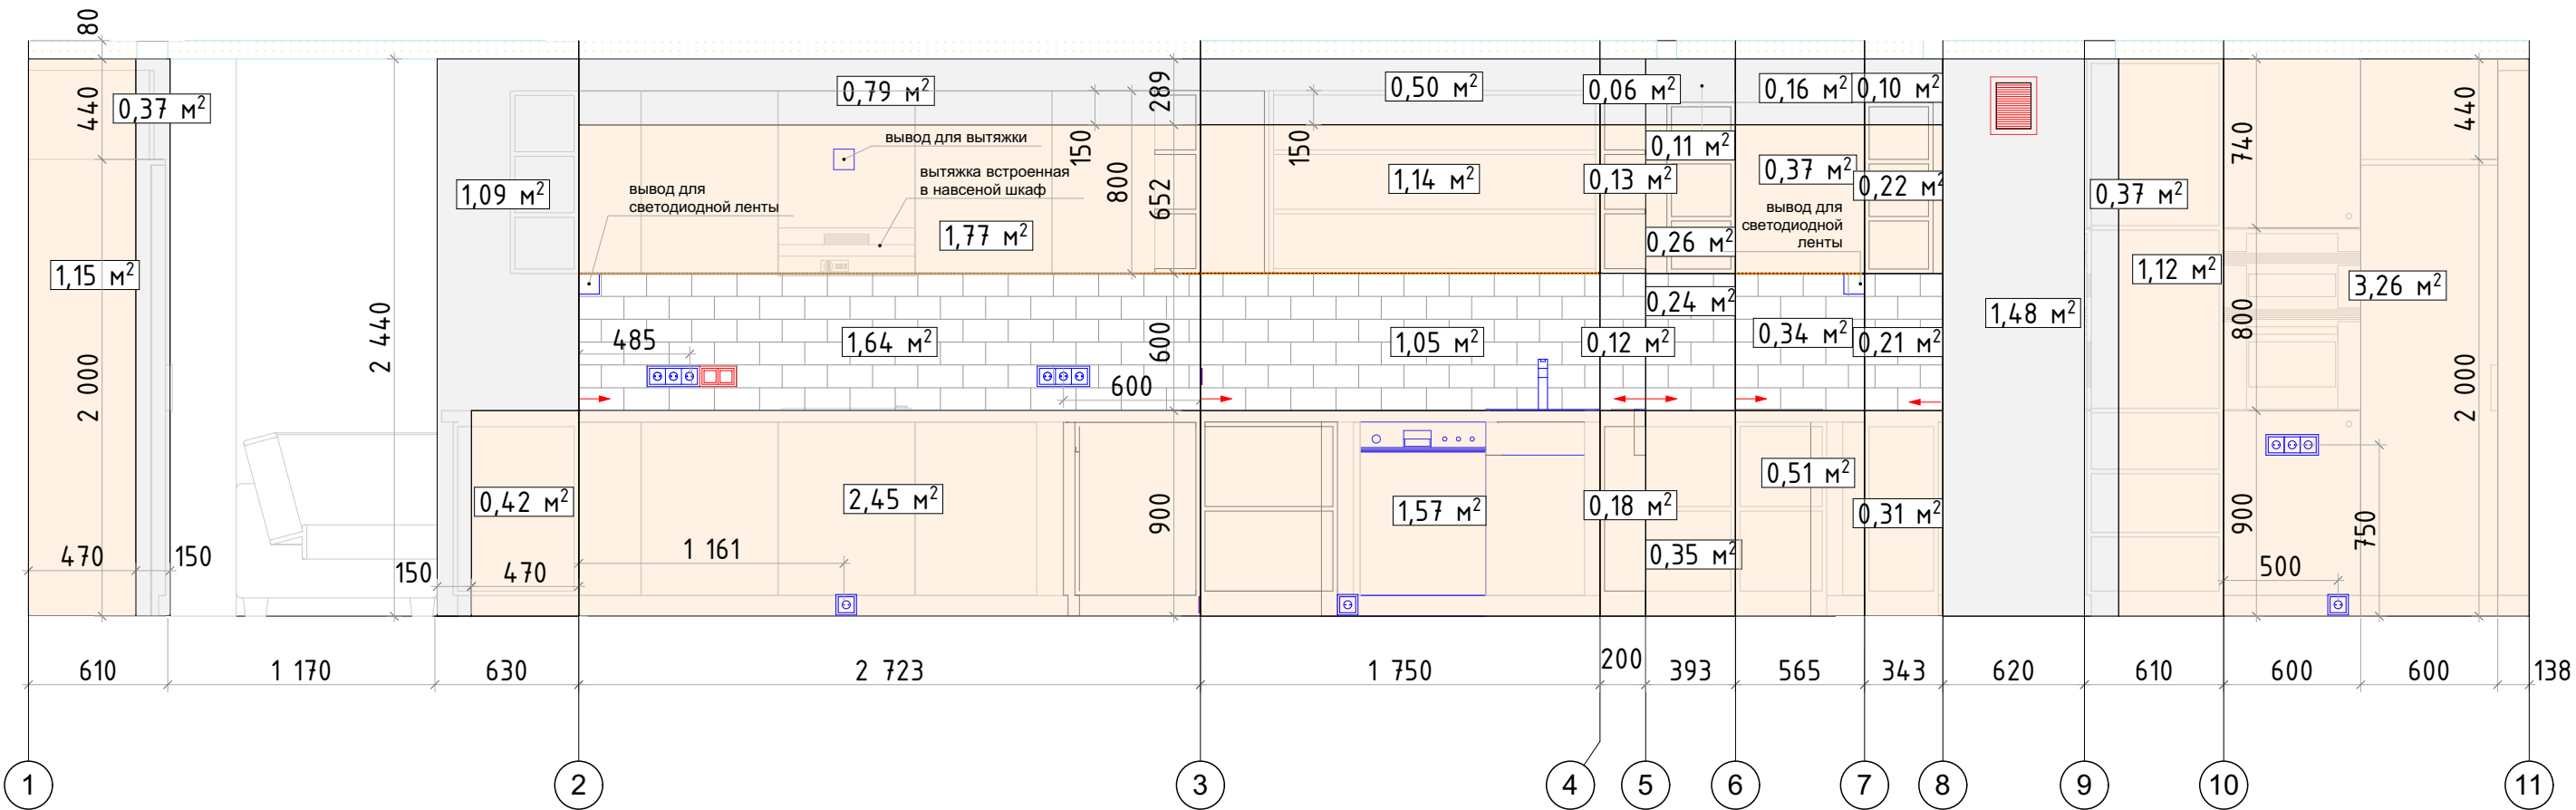 80
440
0,37 м²
1,15 м²
2 000
470
150
2 440
1,09 м²
0,42 м²
150
470
0,79 м²
вывод для вытяжки
вытяжка встроенная
в навсеной шкаф
вывод для
светодиодной ленты
1,77 м²
150
800
289
652
485
1,64 м²
600
600
2,45 м²
1 161
900
0,50 м²
150
1,14 м²
1,05 м²
1,57 м²
0,06 м²
0,13 м²
0,12 м²
0,18 м²
0,11 м²
0,26 м²
0,24 м²
0,35 м²
0,16 м²
0,37 м²
вывод для
светодиодной
ленты
0,34 м²
0,51 м²
0,10 м²
0,22 м²
0,21 м²
0,31 м²
1,48 м²
0,37 м²
1,12 м²
740
800
900
500
750
3,26 м²
440
2 000
610
1 170
630
2 723
1 750
200
393
565
343
620
610
600
600
138
1
2
3
4
5
6
7
8
9
10
11